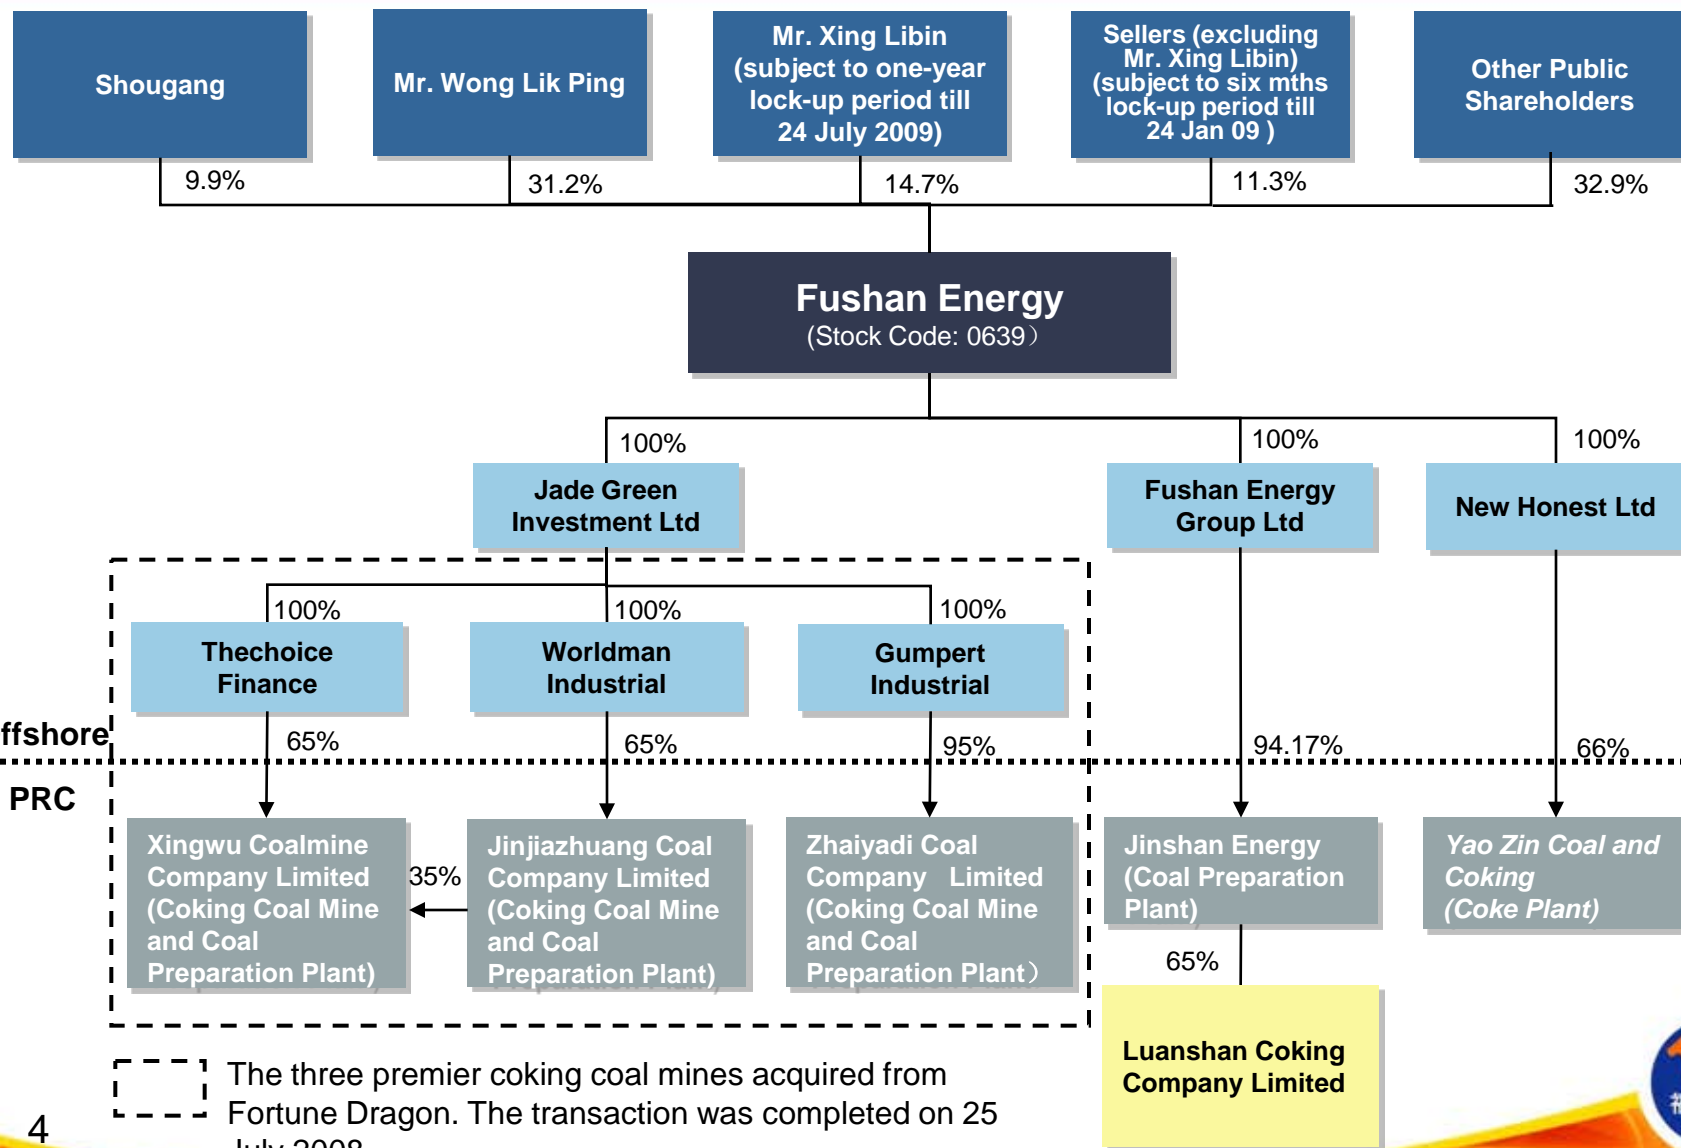 Shougang
Mr. Wong Lik Ping
Mr. Xing Libin
(subject to one-year
lock-up period till
24 July 2009)
Sellers (excluding
Mr. Xing Libin)
(subject to six mths
lock-up period till
24 Jan 09 )
Other Public
Shareholders
9.9%
31.2%
14.7%
11.3%
32.9%
Fushan Energy
(Stock Code: 0639）
100%
100%
100%
Jade Green
Investment Ltd
Fushan Energy
Group Ltd
New Honest Ltd
100%
100%
100%
Thechoice
Finance
Worldman
Industrial
Gumpert
Industrial
ffshore
65%
65%
95%
94.17%
66%
PRC
Xingwu Coalmine
Company Limited
(Coking Coal Mine
and Coal
Preparation Plant)
35%
Jinjiazhuang Coal
Company Limited
(Coking Coal Mine
and Coal
Preparation Plant)
Zhaiyadi Coal
Company Limited
(Coking Coal Mine
and Coal
Preparation Plant）
Jinshan Energy
(Coal Preparation
Plant)
Yao Zin Coal and
Coking
(Coke Plant)
65%
Luanshan Coking
Company Limited
The three premier coking coal mines acquired from
Fortune Dragon. The transaction was completed on 25
July 2008
4